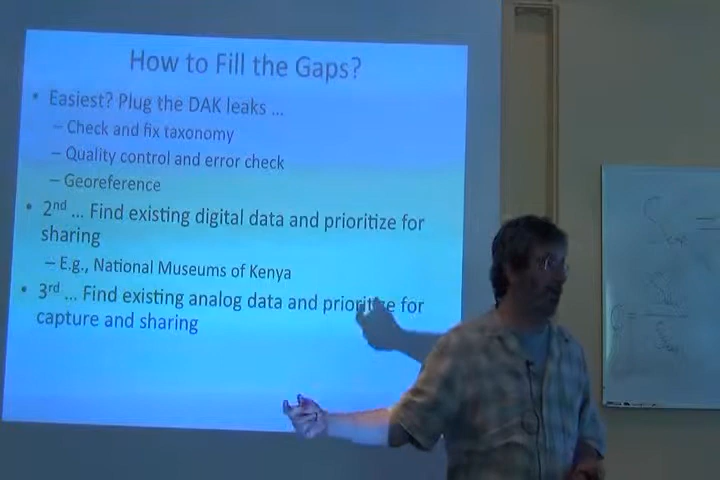 How to Fill the Gaps?
• Easiest? Plug the DAK leaks ...
– Check and fix taxonomy
– Quality control and error check
– Georeference
• 2nd ... Find existing digital data and prioritize for
sharing
– E.g., National Museums of Kenya
• 3rd ... Find existing analog data and prioritize for
capture and sharing